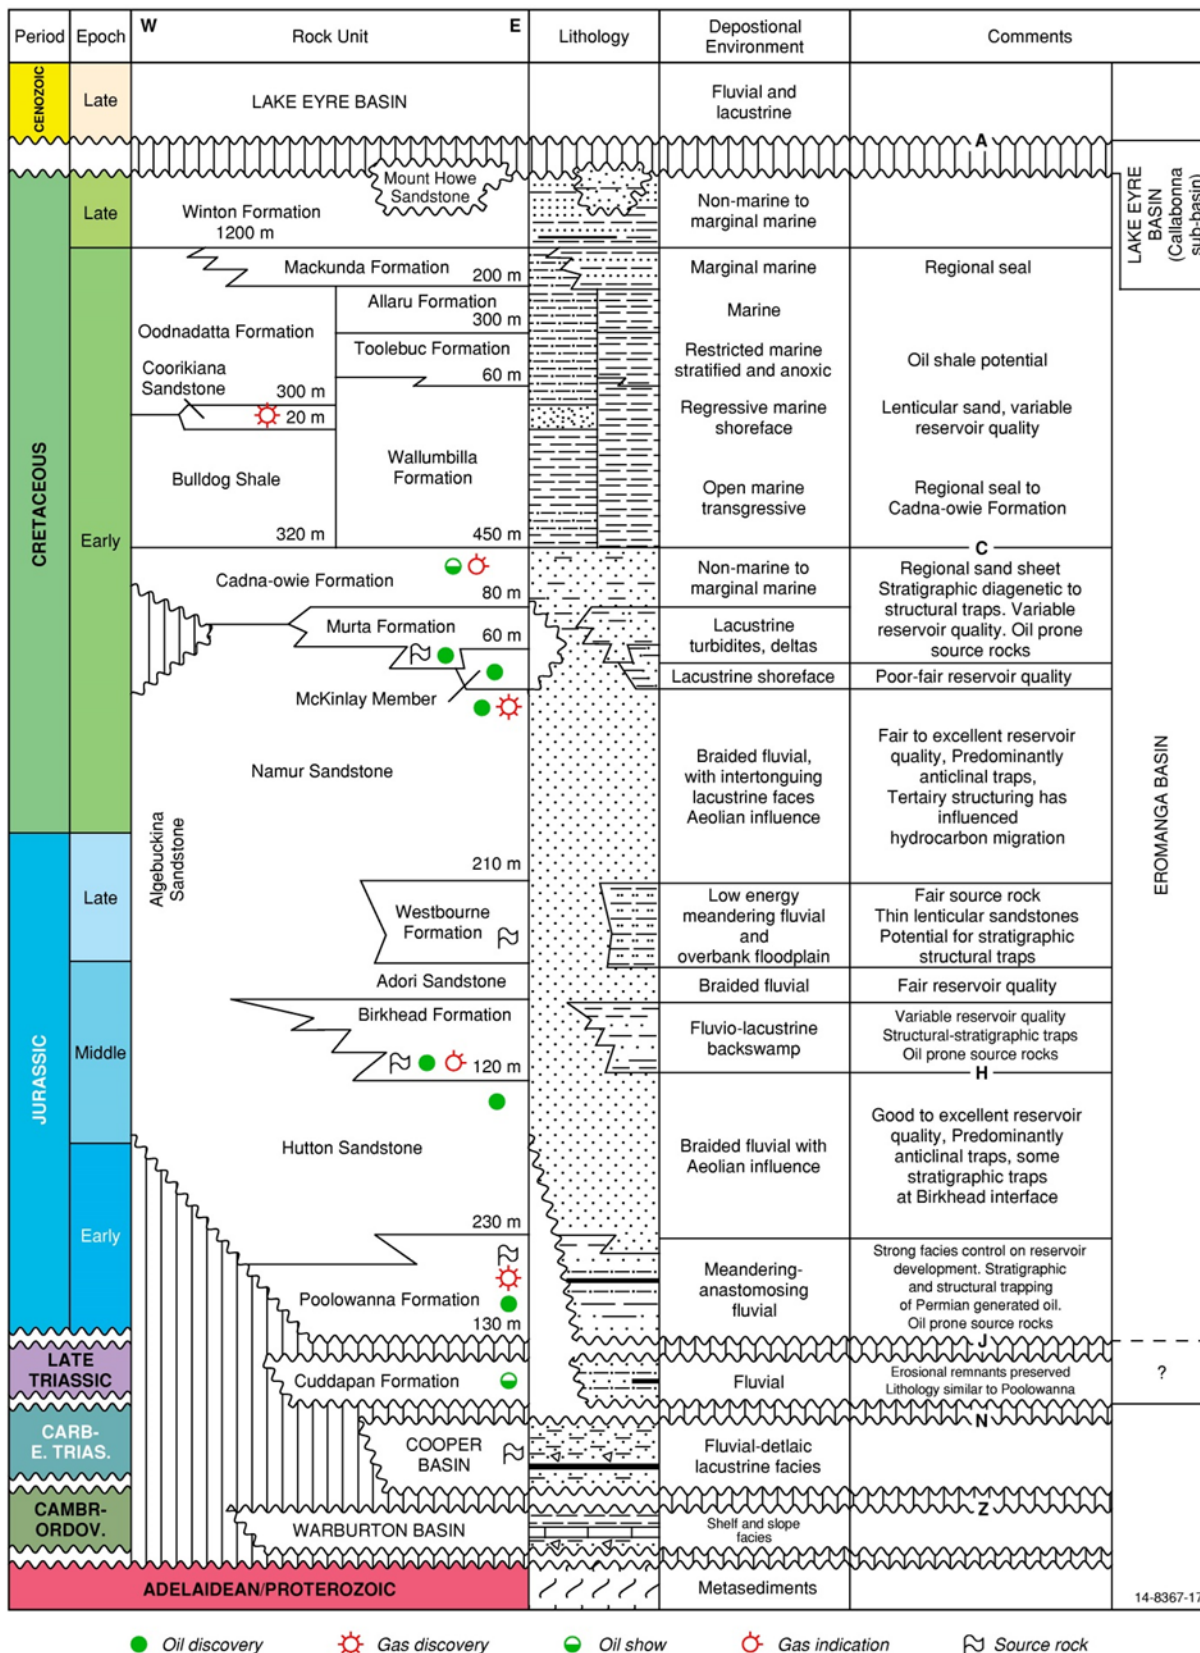 Period
Epoch
W
Rock Unit
E
Lithology
Depostional
Environment
Comments
CENOZOIC
Late
LAKE EYRE BASIN
Fluvial and
lacustrine
A
Mount Howe
Sandstone
LAKE EYRE
BASIN
(Callabonna
sub-basin)
CRETACEOUS
Late
Winton Formation
1200 m
Non-marine to
marginal marine
Early
Mackunda Formation
200 m
Marginal marine
Regional seal
Allaru Formation
300 m
Marine
Oodnadatta Formation
Toolebuc Formation
60 m
Restricted marine
stratified and anoxic
Oil shale potential
Coorikiana
Sandstone
300 m
20 m
Regressive marine
shoreface
Lenticular sand, variable
reservoir quality
Bulldog Shale
320 m
Wallumbilla
Formation
450 m
Open marine
transgressive
Regional seal to
Cadna-owie Formation
C
Cadna-owie Formation
80 m
Non-marine to
marginal marine
Regional sand sheet
Stratigraphic diagenetic to
structural traps. Variable
reservoir quality. Oil prone
source rocks
Murta Formation
60 m
Lacustrine
turbidites, deltas
McKinlay Member
Lacustrine shoreface
Poor-fair reservoir quality
Namur Sandstone
210 m
Braided fluvial,
with intertonguing
lacustrine faces
Aeolian influence
Fair to excellent reservoir
quality, Predominantly
anticlinal traps,
Tertairy structuring has
influenced
hydrocarbon migration
EROMANGA BASIN
Algebuckina
Sandstone
JURASSIC
Late
Westbourne
Formation
Low energy
meandering fluvial
and
overbank floodplain
Fair source rock
Thin lenticular sandstones
Potential for stratigraphic
structural traps
Middle
Adori Sandstone
Braided fluvial
Fair reservoir quality
Birkhead Formation
120 m
Fluvio-lacustrine
backswamp
Variable reservoir quality
Structural-stratigraphic traps
Oil prone source rocks
H
Hutton Sandstone
230 m
Braided fluvial with
Aeolian influence
Good to excellent reservoir
quality, Predominantly
anticlinal traps, some
stratigraphic traps
at Birkhead interface
Early
Poolowanna Formation
130 m
Meandering-
anastomosing
fluvial
Strong facies control on reservoir
development. Stratigraphic
and structural trapping
of Permian generated oil.
Oil prone source rocks
J
LATE
TRIASSIC
Cuddapan Formation
Fluvial
Erosional remnants preserved
Lithology similar to Poolowanna
?
N
CARB-
E. TRIAS.
COOPER
BASIN
Fluvial-detlaic
lacustrine facies
Z
CAMBR-
ORDOV.
WARBURTON BASIN
Shelf and slope
facies
ADELAIDEAN/PROTEROZOIC
Metasediments
14-8367-17
Oil discovery
Gas discovery
Oil show
Gas indication
Source rock